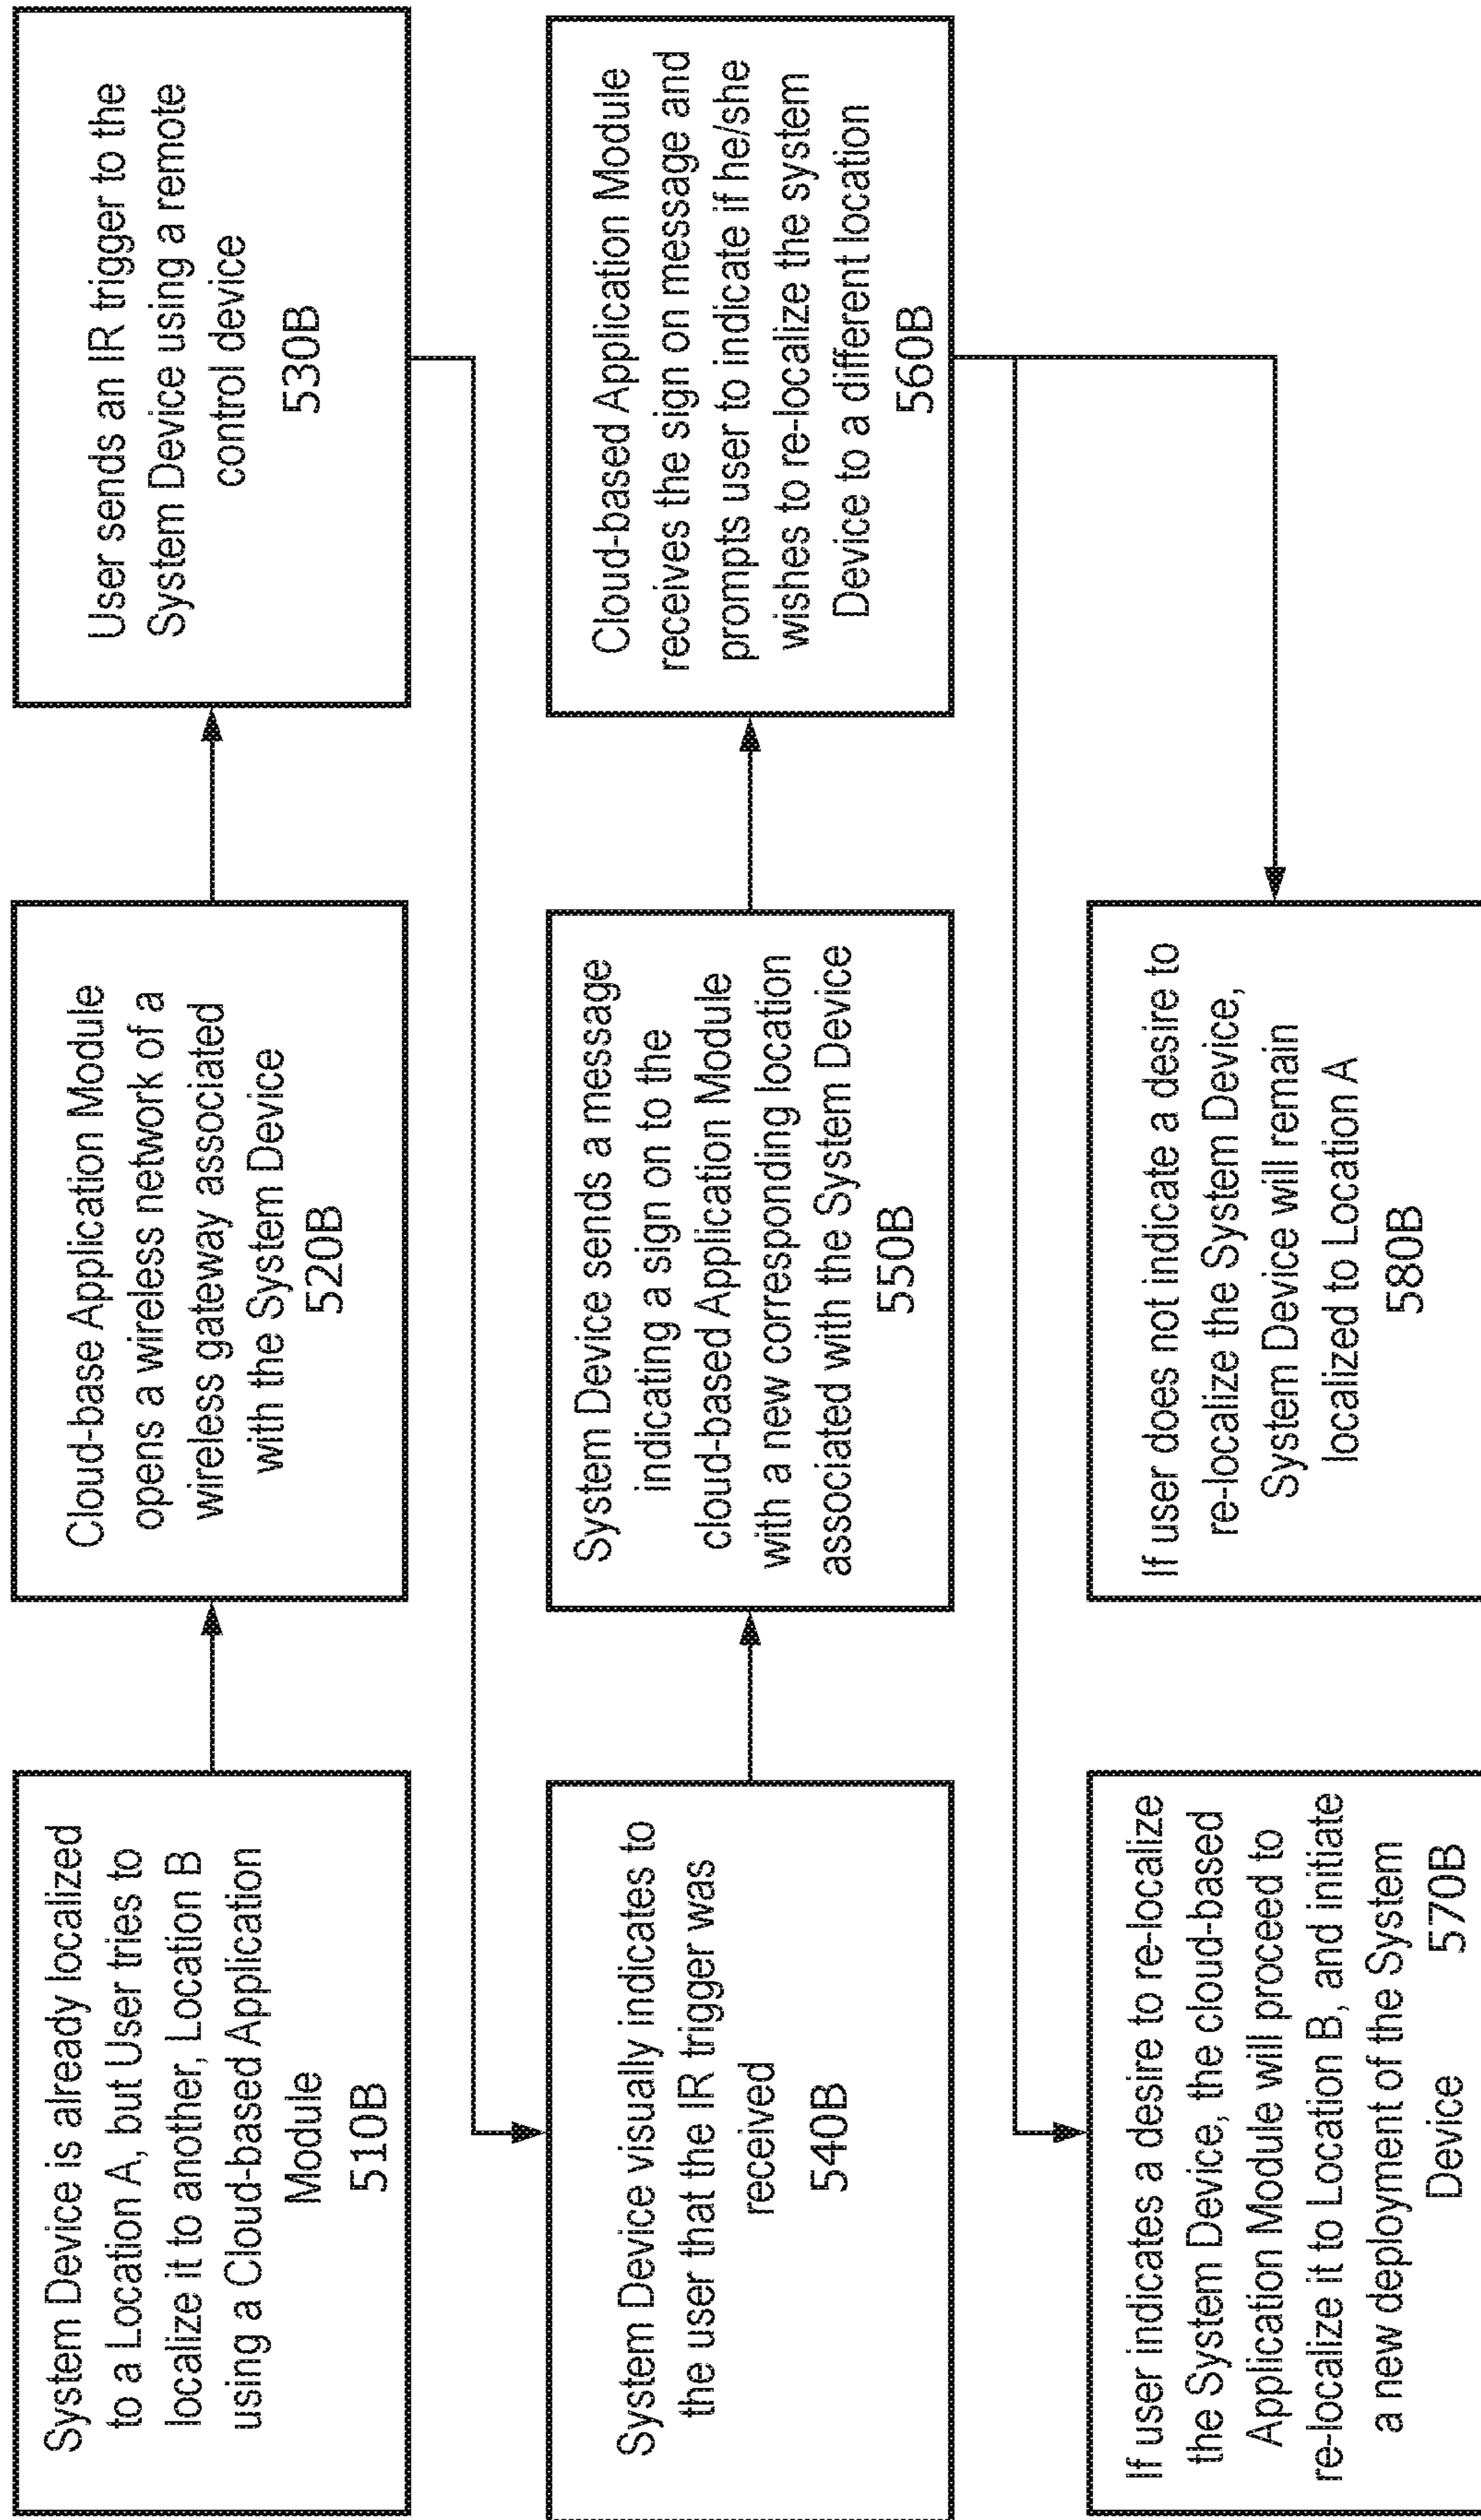 System Device is already localized
to a Location A, but User tries to
localize it to another, Location B
using a Cloud-based Application
Module
510B
Cloud-base Application Module
opens a wireless network of a
wireless gateway associated
with the System Device
520B
User sends an IR trigger to the
System Device using a remote
control device
530B
System Device visually indicates to
the user that the IR trigger was
received
540B
System Device sends a message
indicating a sign on to the
cloud-based Application Module
with a new corresponding location
associated with the System Device
550B
Cloud-based Application Module
receives the sign on message and
prompts user to indicate if he/she
wishes to re-localize the system
Device to a different location
560B
If user indicates a desire to re-localize
the System Device, the cloud-based
Application Module will proceed to
re-localize it to Location B, and initiate
a new deployment of the System
Device 570B
If user does not indicate a desire to
re-localize the System Device,
System Device will remain
localized to Location A
580B